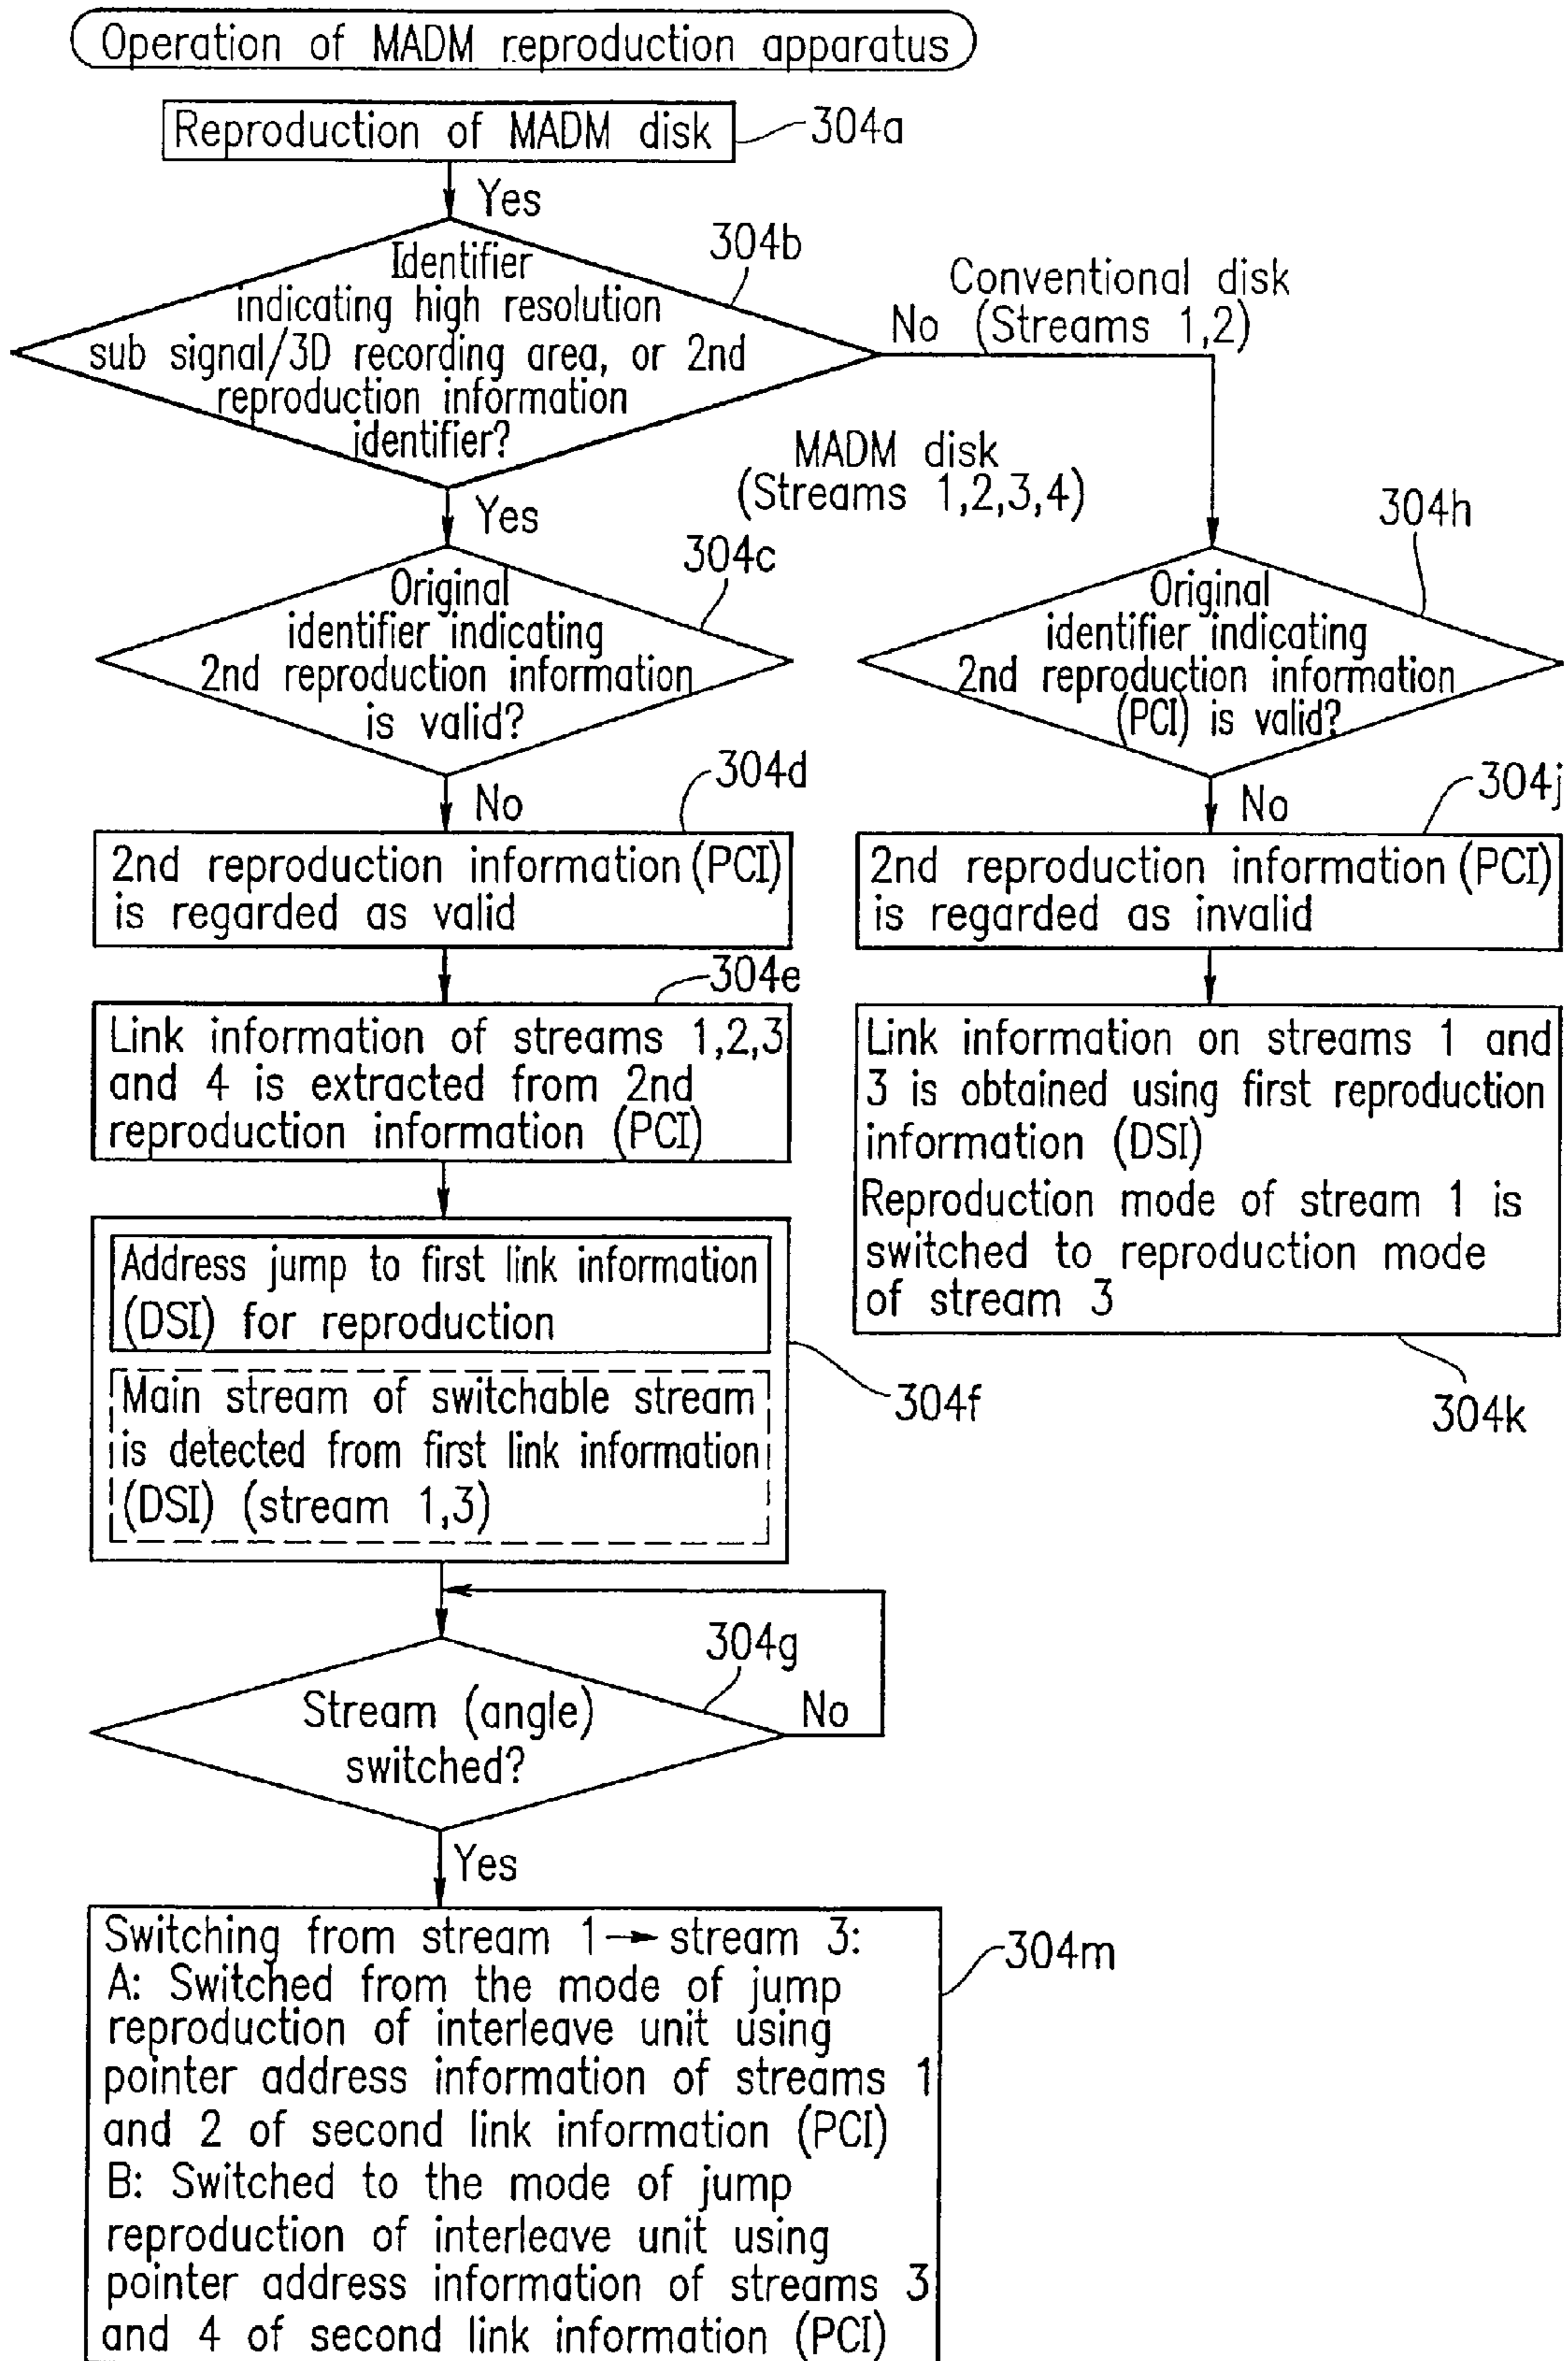 Operation of MADM reproduction apparatus
Reproduction of MADM disk
304a
Yes
Identifier
indicating high resolution
sub signal/3D recording area, or 2nd
reproduction information
identifier?
304b
Conventional disk
No (Streams 1,2)
MADM disk
(Streams 1,2,3,4)
Yes
304c
Original
identifier indicating
2nd reproduction information
is valid?
304h
Original
identifier indicating
2nd reproduction information
(PCI) is valid?
No
304d
2nd reproduction information (PCI)
is regarded as valid
No
304j
2nd reproduction information (PCI)
is regarded as invalid
304e
Link information of streams 1,2,3
and 4 is extracted from 2nd
reproduction information (PCI)
Link information on streams 1 and
3 is obtained using first reproduction
information (DSI)
Reproduction mode of stream 1 is
switched to reproduction mode
of stream 3
304k
Address jump to first link information
(DSI) for reproduction
Main stream of switchable stream
is detected from first link information
(DSI) (stream 1,3)
304f
304g
Stream (angle)
switched?
No
Yes
Switching from stream 1→ stream 3:
A: Switched from the mode of jump
reproduction of interleave unit using
pointer address information of streams 1
and 2 of second link information (PCI)
B: Switched to the mode of jump
reproduction of interleave unit using
pointer address information of streams 3
and 4 of second link information (PCI)
304m